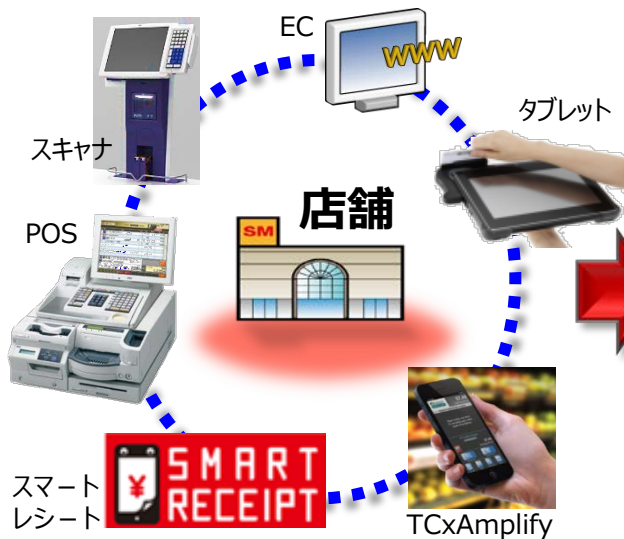 EC
www
スキャナ
タブレット
店舗
SM
POS
スマート
レシート
¥
SMART
RECEIPT
TCxAmplify